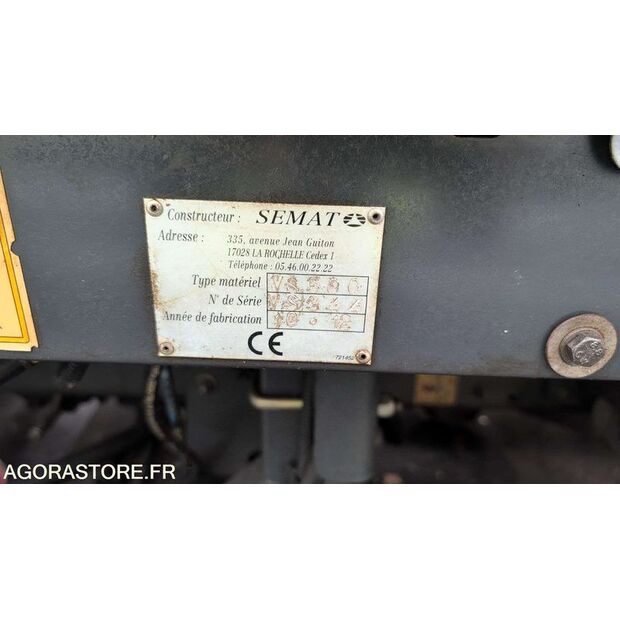 Constructeur : SEMAT
Adresse : 335, avenue Jean Guiton
17028 LA ROCHELLE Cedex 1
Téléphone : 05.46.00.22.22
Type matériel
N° de Série
Année de fabrication
CE
721452
AGORASTORE.FR